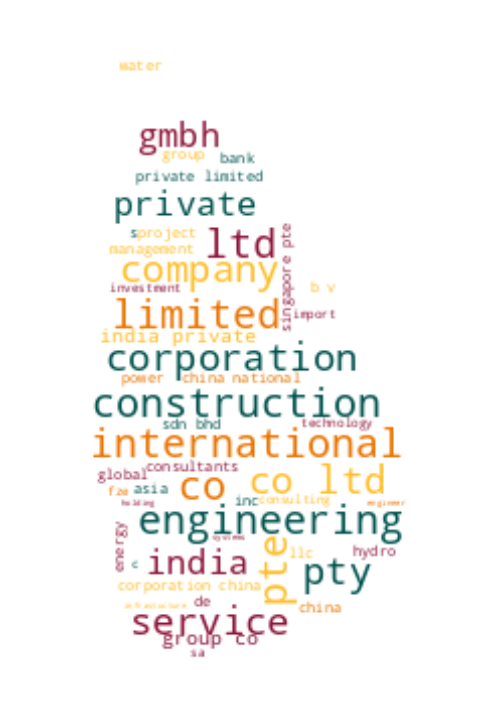 water
gmbh
group bank
private limited
private
s project
management
ltd
company
singapore pte
investment
b v
limited
import
india private
corporation
power china national
construction
sdn bhd
technology
international
consultants
global
co
co ltd
fze asia
holding
inc
consulting
engineer
engineering
energy
systems
pte
llc
hydro
c
india
pty
corporation china
infrastructure
de
china
service
group co
sa